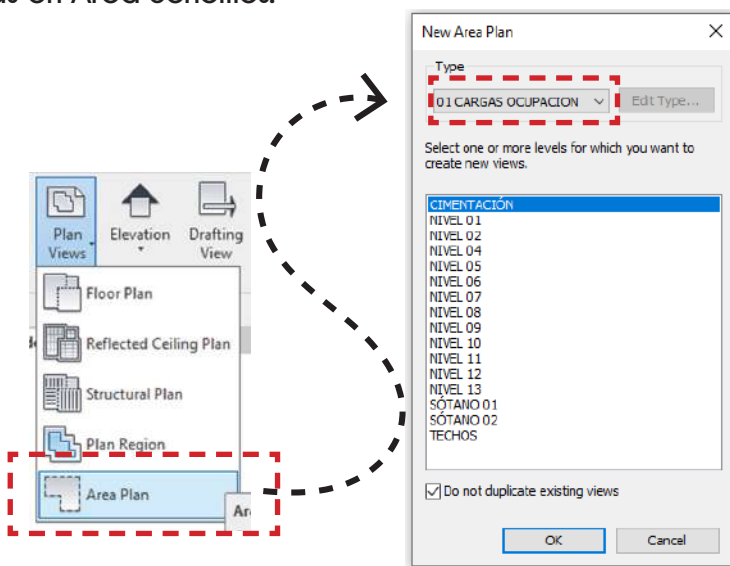 en Área sencillos.
New Area Plan
Type
01 CARGAS OCUPACION
Edit Type...
Select one or more levels for which you want to
create new views.
CIMENTACIÓN
NIVEL 01
NIVEL 02
NIVEL 04
NIVEL 05
NIVEL 06
NIVEL 07
NIVEL 08
NIVEL 09
NIVEL 10
NIVEL 11
NIVEL 12
NIVEL 13
SÓTANO 01
SÓTANO 02
TECHOS
Do not duplicate existing views
OK
Cancel
Plan
Views
Elevation
Drafting
View
Floor Plan
Reflected Ceiling Plan
Structural Plan
Plan Region
Area Plan